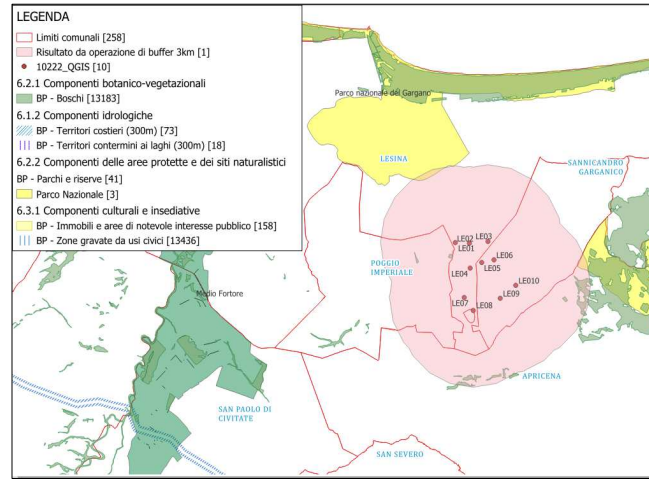 LEGENDA
Limiti comunali [258]
Risultato da operazione di buffer 3km [1]
10222_QGIS [10]
6.2.1 Componenti botanico-vegetazionali
BP - Boschi [13183]
6.1.2 Componenti idrologiche
BP - Territori costieri (300m) [73]
BP - Territori contermini ai laghi (300m) [18]
6.2.2 Componenti delle aree protette e dei siti naturalistici
BP - Parchi e riserve [41]
Parco Nazionale [3]
6.3.1 Componenti culturali e insediative
BP - Immobili e aree di notevole interesse pubblico [158]
BP - Zone gravate da usi civici [13436]
Parco nazionale del Gargano
LESINA
SANNICANDRO
GARGANICO
LE02
LE03
LE01
POGGIO
IMPERIALE
LE06
LE04
LE05
LE010
LE07
LE09
LE08
Medio Fortore
APRICENA
SAN PAOLO DI
CIVITATE
SAN SEVERO